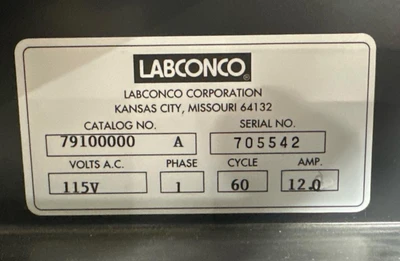 LABCONCO®
LABCONCO CORPORATION
KANSAS CITY, MISSOURI 64132
CATALOG NO. SERIAL NO.
79100000 A 705542
VOLTS A.C. PHASE CYCLE AMP.
115V 1 60 12.0